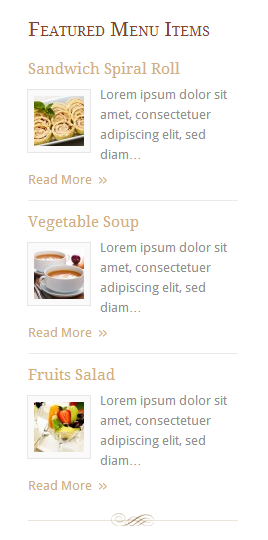 Featured Menu Items
Sandwich Spiral Roll
Lorem ipsum dolor sit
amet, consectetuer
adipiscing elit, sed
diam…
Read More »
Vegetable Soup
Lorem ipsum dolor sit
amet, consectetuer
adipiscing elit, sed
diam…
Read More »
Fruits Salad
Lorem ipsum dolor sit
amet, consectetuer
adipiscing elit, sed
diam…
Read More »